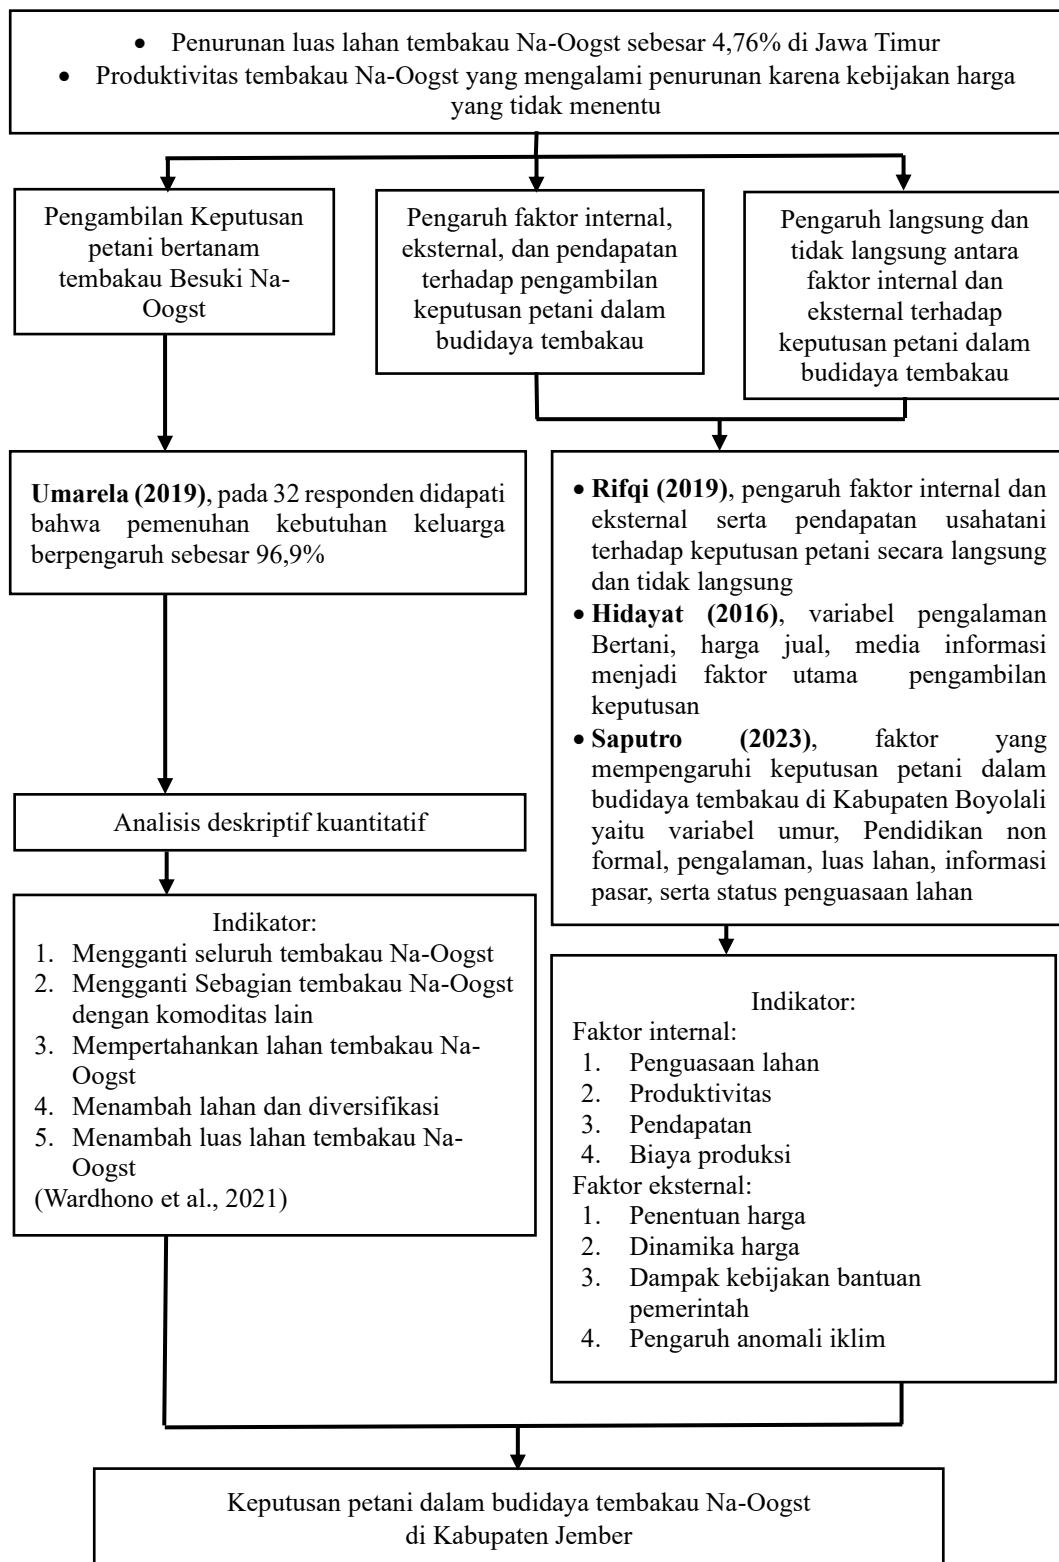 • Penurunan luas lahan tembakau Na-Oogst sebesar 4,76% di Jawa Timur
• Produktivitas tembakau Na-Oogst yang mengalami penurunan karena kebijakan harga
yang tidak menentu
Pengambilan Keputusan
petani bertanam
tembakau Besuki Na-
Oogst
Pengaruh faktor internal,
eksternal, dan pendapatan
terhadap pengambilan
keputusan petani dalam
budidaya tembakau
Pengaruh langsung dan
tidak langsung antara
faktor internal dan
eksternal terhadap
keputusan petani dalam
budidaya tembakau
Umarela (2019), pada 32 responden didapati
bahwa pemenuhan kebutuhan keluarga
berpengaruh sebesar 96,9%
• Rifqi (2019), pengaruh faktor internal dan
eksternal serta pendapatan usahatani
terhadap keputusan petani secara langsung
dan tidak langsung
• Hidayat (2016), variabel pengalaman
Bertani, harga jual, media informasi
menjadi faktor utama pengambilan
keputusan
• Saputro (2023), faktor yang
mempengaruhi keputusan petani dalam
budidaya tembakau di Kabupaten Boyolali
yaitu variabel umur, Pendidikan non
formal, pengalaman, luas lahan, informasi
pasar, serta status penguasaan lahan
Analisis deskriptif kuantitatif
Indikator:
1. Mengganti seluruh tembakau Na-Oogst
2. Mengganti Sebagian tembakau Na-Oogst
dengan komoditas lain
3. Mempertahankan lahan tembakau Na-
Oogst
4. Menambah lahan dan diversifikasi
5. Menambah luas lahan tembakau Na-
Oogst
(Wardhono et al., 2021)
Indikator:
Faktor internal:
1. Penguasaan lahan
2. Produktivitas
3. Pendapatan
4. Biaya produksi
Faktor eksternal:
1. Penentuan harga
2. Dinamika harga
3. Dampak kebijakan bantuan
pemerintah
4. Pengaruh anomali iklim
Keputusan petani dalam budidaya tembakau Na-Oogst
di Kabupaten Jember